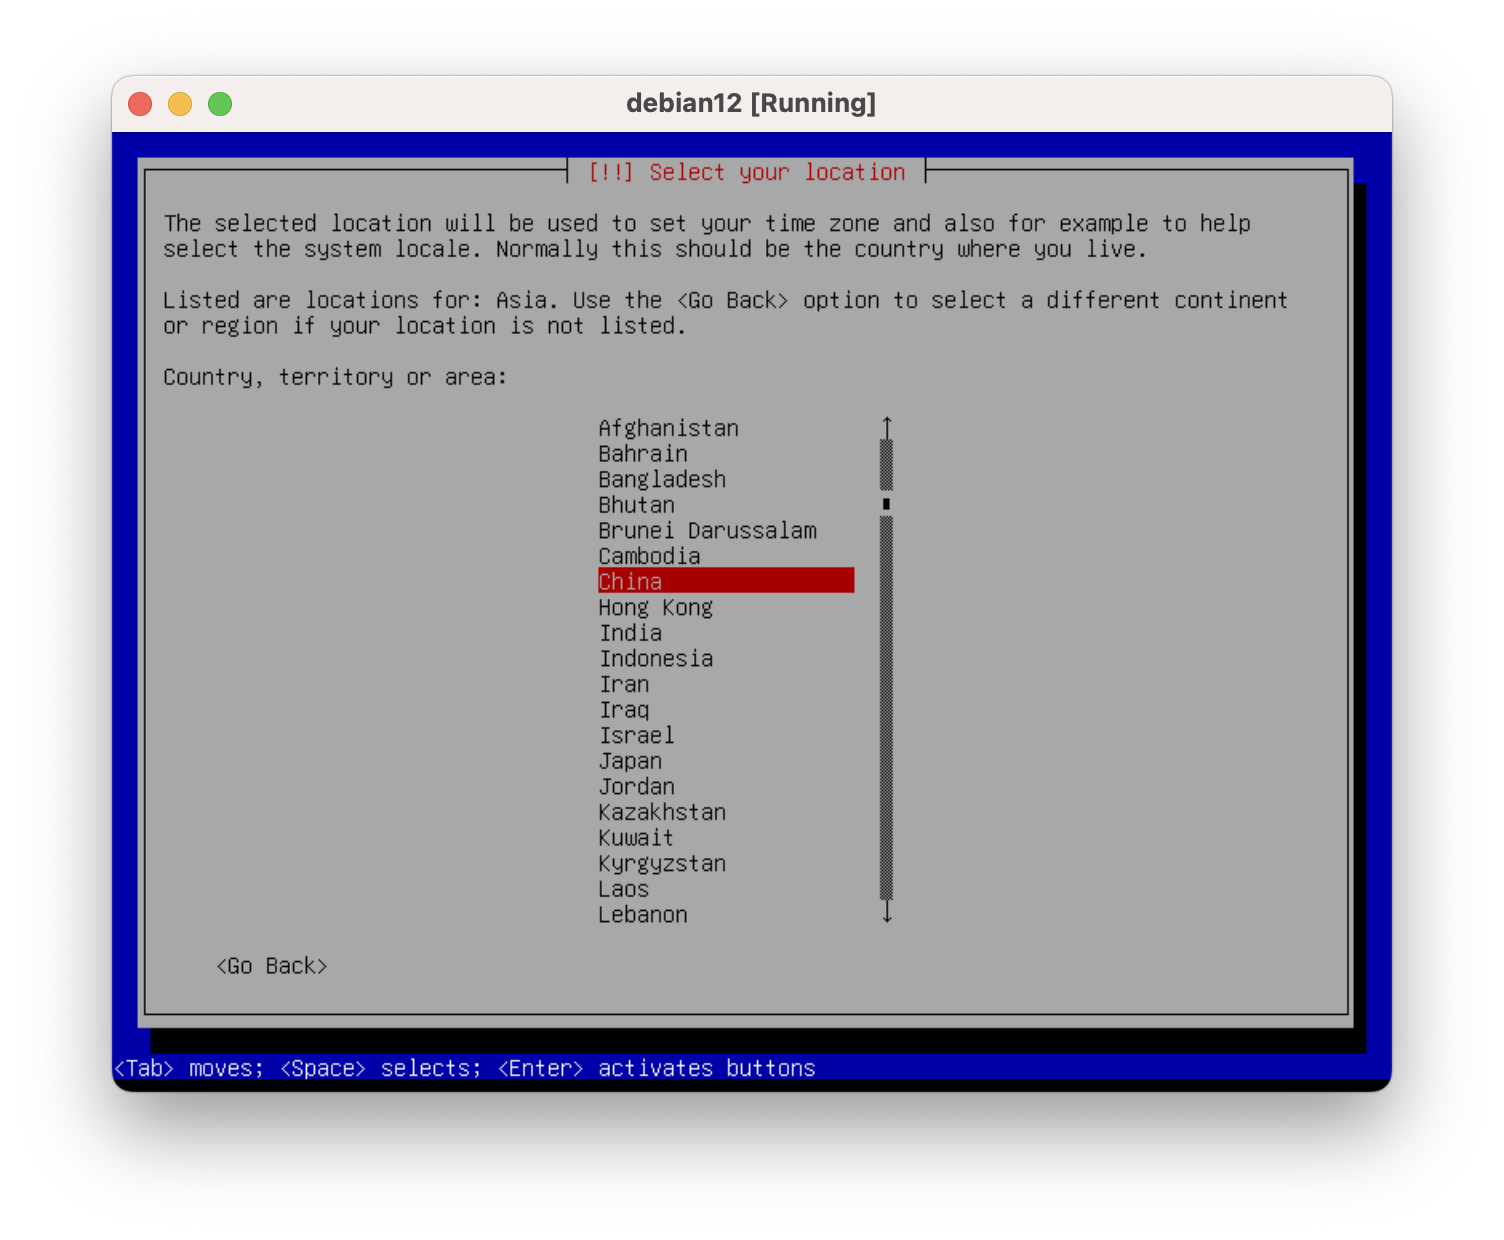 debian12 [Running]
[!!] Select your location
The selected location will be used to set your time zone and also for example to help
select the system locale. Normally this should be the country where you live.
Listed are locations for: Asia. Use the <Go Back> option to select a different continent
or region if your location is not listed.
Country, territory or area:
Afghanistan
Bahrain
Bangladesh
Bhutan
Brunei Darussalam
Cambodia
China
Hong Kong
India
Indonesia
Iran
Iraq
Israel
Japan
Jordan
Kazakhstan
Kuwait
Kyrgyzstan
Laos
Lebanon
<Go Back>
<Tab> moves; <Space> selects; <Enter> activates buttons